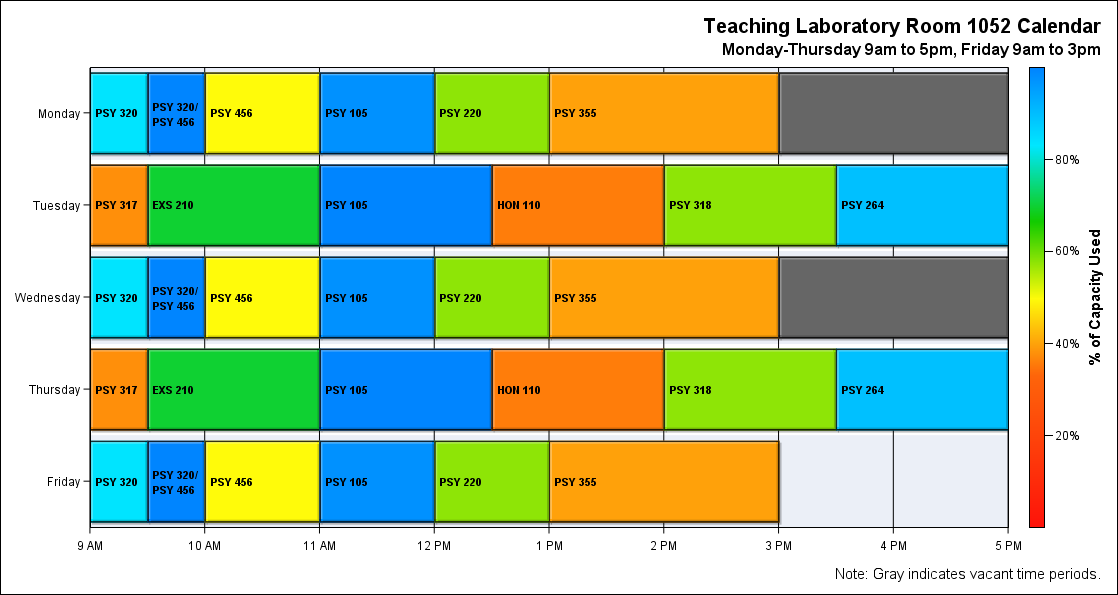 Teaching Laboratory Room 1052 Calendar
Monday-Thursday 9am to 5pm, Friday 9am to 3pm
Monday
PSY 320
PSY 320/
PSY 456
PSY 456
PSY 105
PSY 220
PSY 355
Tuesday
PSY 317
EXS 210
PSY 105
HON 110
PSY 318
PSY 264
Wednesday
PSY 320
PSY 320/
PSY 456
PSY 456
PSY 105
PSY 220
PSY 355
Thursday
PSY 317
EXS 210
PSY 105
HON 110
PSY 318
PSY 264
Friday
PSY 320
PSY 320/
PSY 456
PSY 456
PSY 105
PSY 220
PSY 355
9 AM
10 AM
11 AM
12 PM
1 PM
2 PM
3 PM
4 PM
5 PM
80%
60%
40%
20%
% of Capacity Used
Note: Gray indicates vacant time periods.